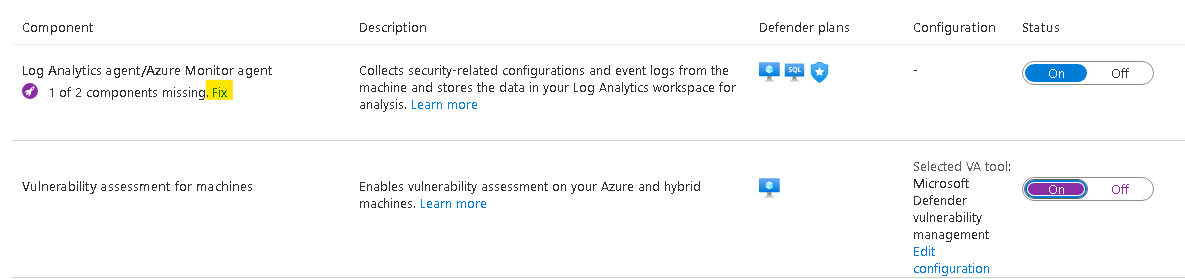 Component Description Defender plans Configuration Status
Log Analytics agent/Azure Monitor agent
1 of 2 components missing. Fix
Collects security-related configurations and event logs from the
machine and stores the data in your Log Analytics workspace for
analysis. Learn more
SQL
-
On Off
Vulnerability assessment for machines
Enables vulnerability assessment on your Azure and hybrid
machines. Learn more
Selected VA tool:
Microsoft
Defender
vulnerability
management
Edit
configuration
On Off